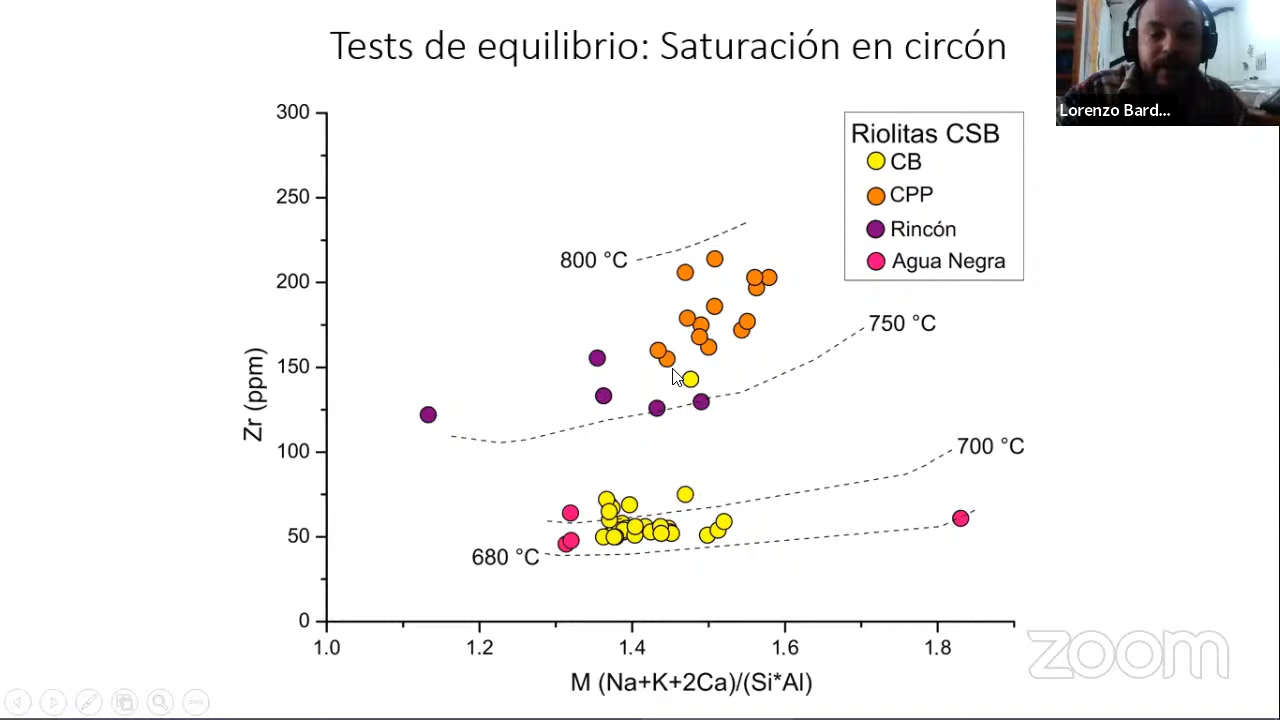 Tests de equilibrio: Saturación en circón
Lorenzo Bard...
300
250
200
150
100
50
0
Zr (ppm)
1.0
1.2
1.4
1.6
1.8
M (Na+K+2Ca)/(Si*Al)
800 °C
750 °C
700 °C
680 °C
Riolitas CSB
CB
CPP
Rincón
Agua Negra
zoom